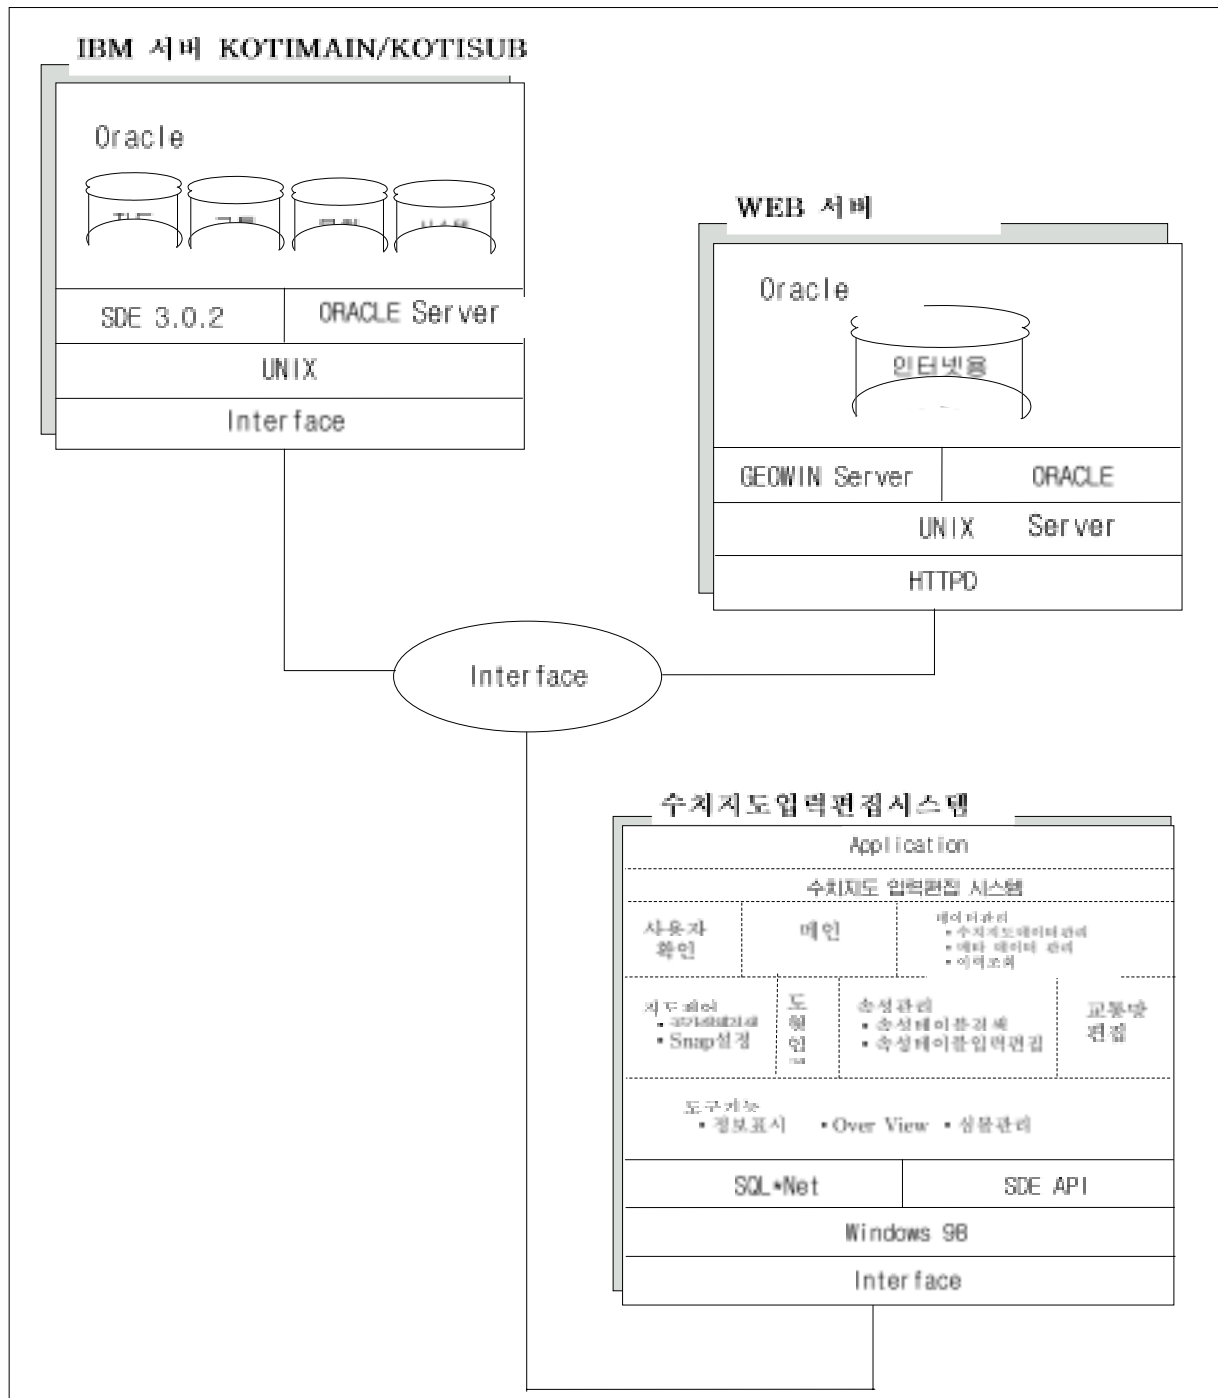 IBM 서버 KOTIMAIN/KOTISUB
Oracle
SDE 3.0.2
ORACLE Server
UNIX
Interface
WEB 서버
Oracle
인터넷용
GEOWIN Server
ORACLE
UNIX
Server
HTTPD
Interface
수치지도입력편집시스템
Application
수치지도 입력편집 시스템
사용자
확인
메인
데이터관리
▪ 수치지도데이터관리
▪ 메타 데이터 관리
▪ 이력조회
▪ Snap설정
도
형
속성관리
▪ 속성테이블검색
▪ 속성테이블입력편집
교통망
편집
도구기능
▪ 정보표시
▪ Over View
▪ 심볼관리
SQL*Net
SDE API
Windows 98
Interface